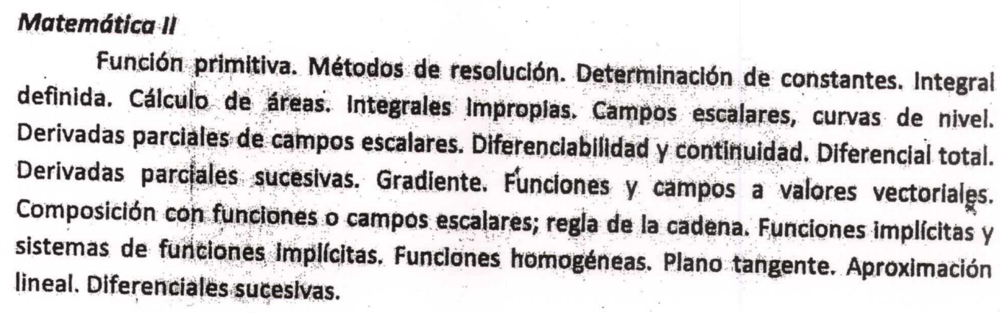 Matemática II
Función primitiva. Métodos de resolución. Determinación de constantes. Integral
definida. Cálculo de áreas. Integrales impropias. Campos escalares, curvas de nivel.
Derivadas parciales de campos escalares. Diferenciabilidad y continuidad. Diferencial total.
Derivadas parciales sucesivas. Gradiente. Funciones y campos a valores vectoriales.
Composición con funciones o campos escalares; regla de la cadena. Funciones implícitas y
sistemas de funciones implícitas. Funciones homogéneas. Plano tangente. Aproximación
lineal. Diferenciales sucesivas.